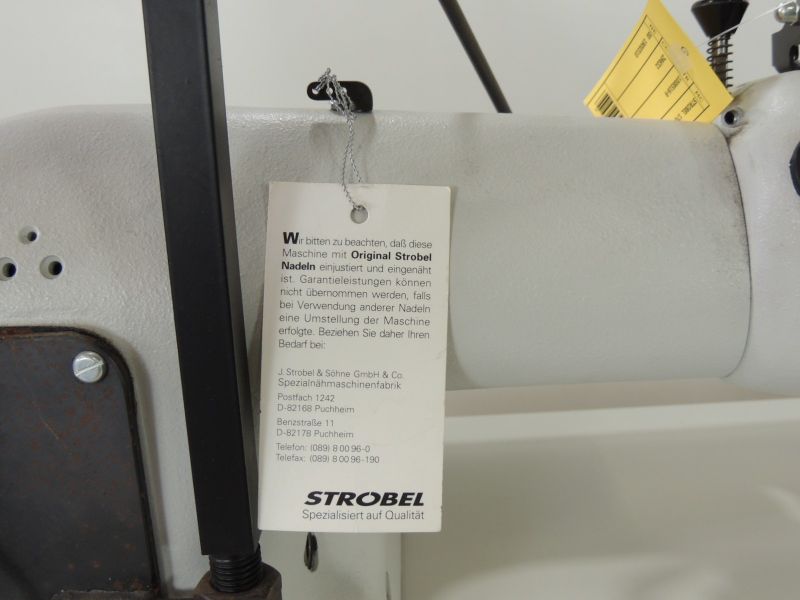 Wir bitten zu beachten, daß diese
Maschine mit Original Strobel
Nadeln einjustiert und eingenäht
ist. Garantieleistungen können
nicht übernommen werden, falls
bei Verwendung anderer Nadeln
eine Umstellung der Maschine
erfolgte. Beziehen Sie daher Ihren
Bedarf bei:
J. Strobel & Söhne GmbH & Co.
Spezialnähmaschinenfabrik
Postfach 1242
D-82168 Puchheim
Benzstraße 11
D-82178 Puchheim
Telefon: (089) 8 00 96-0
Telefax: (089) 8 00 96-190
STROBEL
Spezialisiert auf Qualität